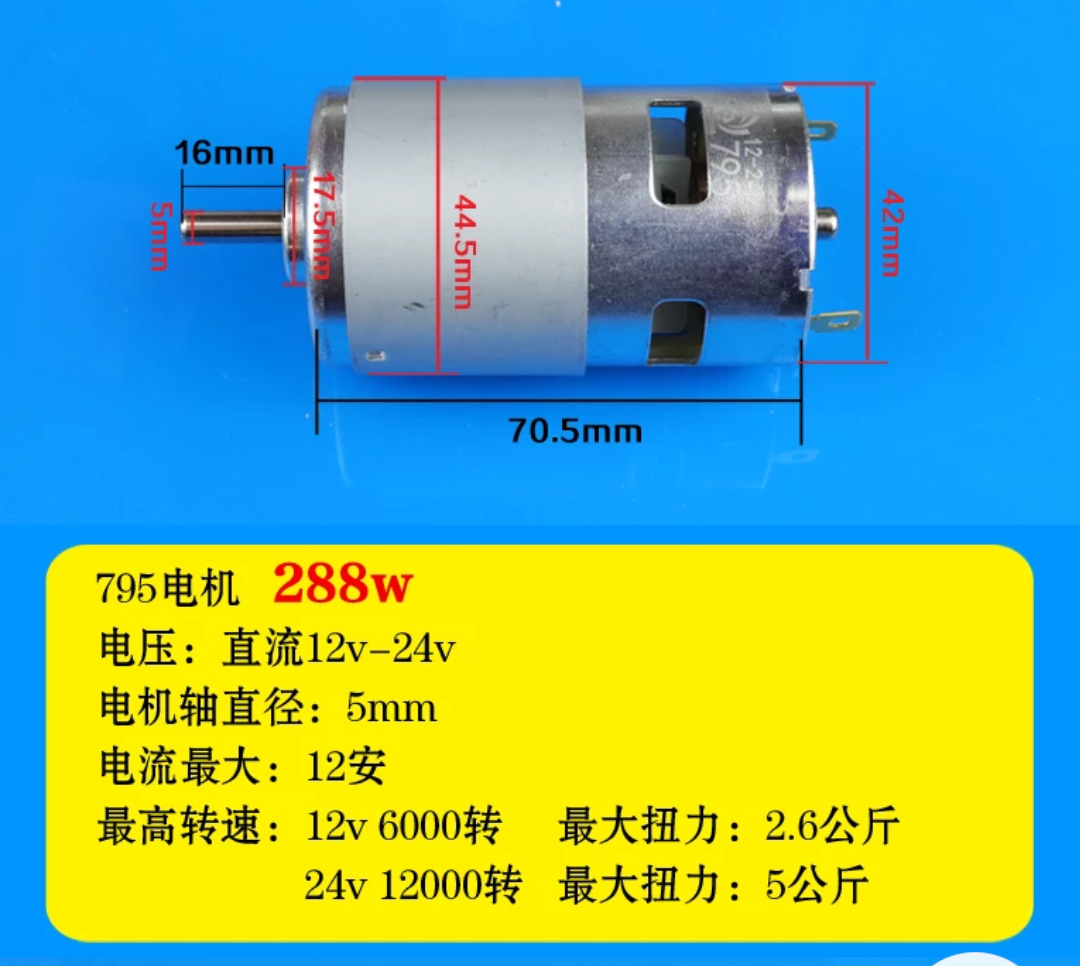 16mm
5mm
17.5mm
44.5mm
42mm
795
70.5mm
795电机 288w
电压：直流12v-24v
电机轴直径：5mm
电流最大：12安
最高转速：12v 6000转 最大扭力：2.6公斤
24v 12000转 最大扭力：5公斤